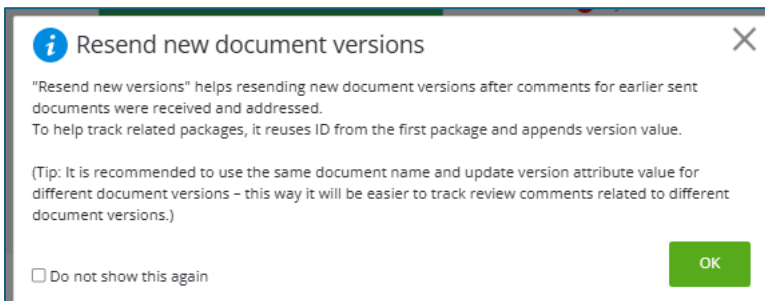 Resend new document versions
"Resend new versions" helps resending new document versions after comments for earlier sent
documents were received and addressed.
To help track related packages, it reuses ID from the first package and appends version value.
(Tip: It is recommended to use the same document name and update version attribute value for
different document versions – this way it will be easier to track review comments related to different
document versions.)
OK
Do not show this again